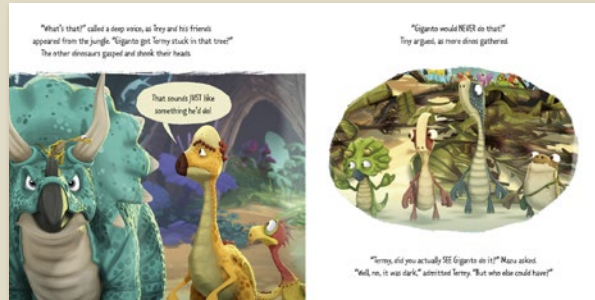 "What's that?" called a deep voice, as Trey and his friends
appeared from the jungle. "Giganto got Termy stuck in that tree?"
The other dinosaurs gasped and shook their heads.
That sounds JUST like
something he'd do!
"Giganto would NEVER do that!"
Tiny argued, as more dinos gathered.
"Termy, did you actually SEE Giganto do it?" Mazu asked.
"Well, no, it was dark," admitted Termy. "But who else could have?"